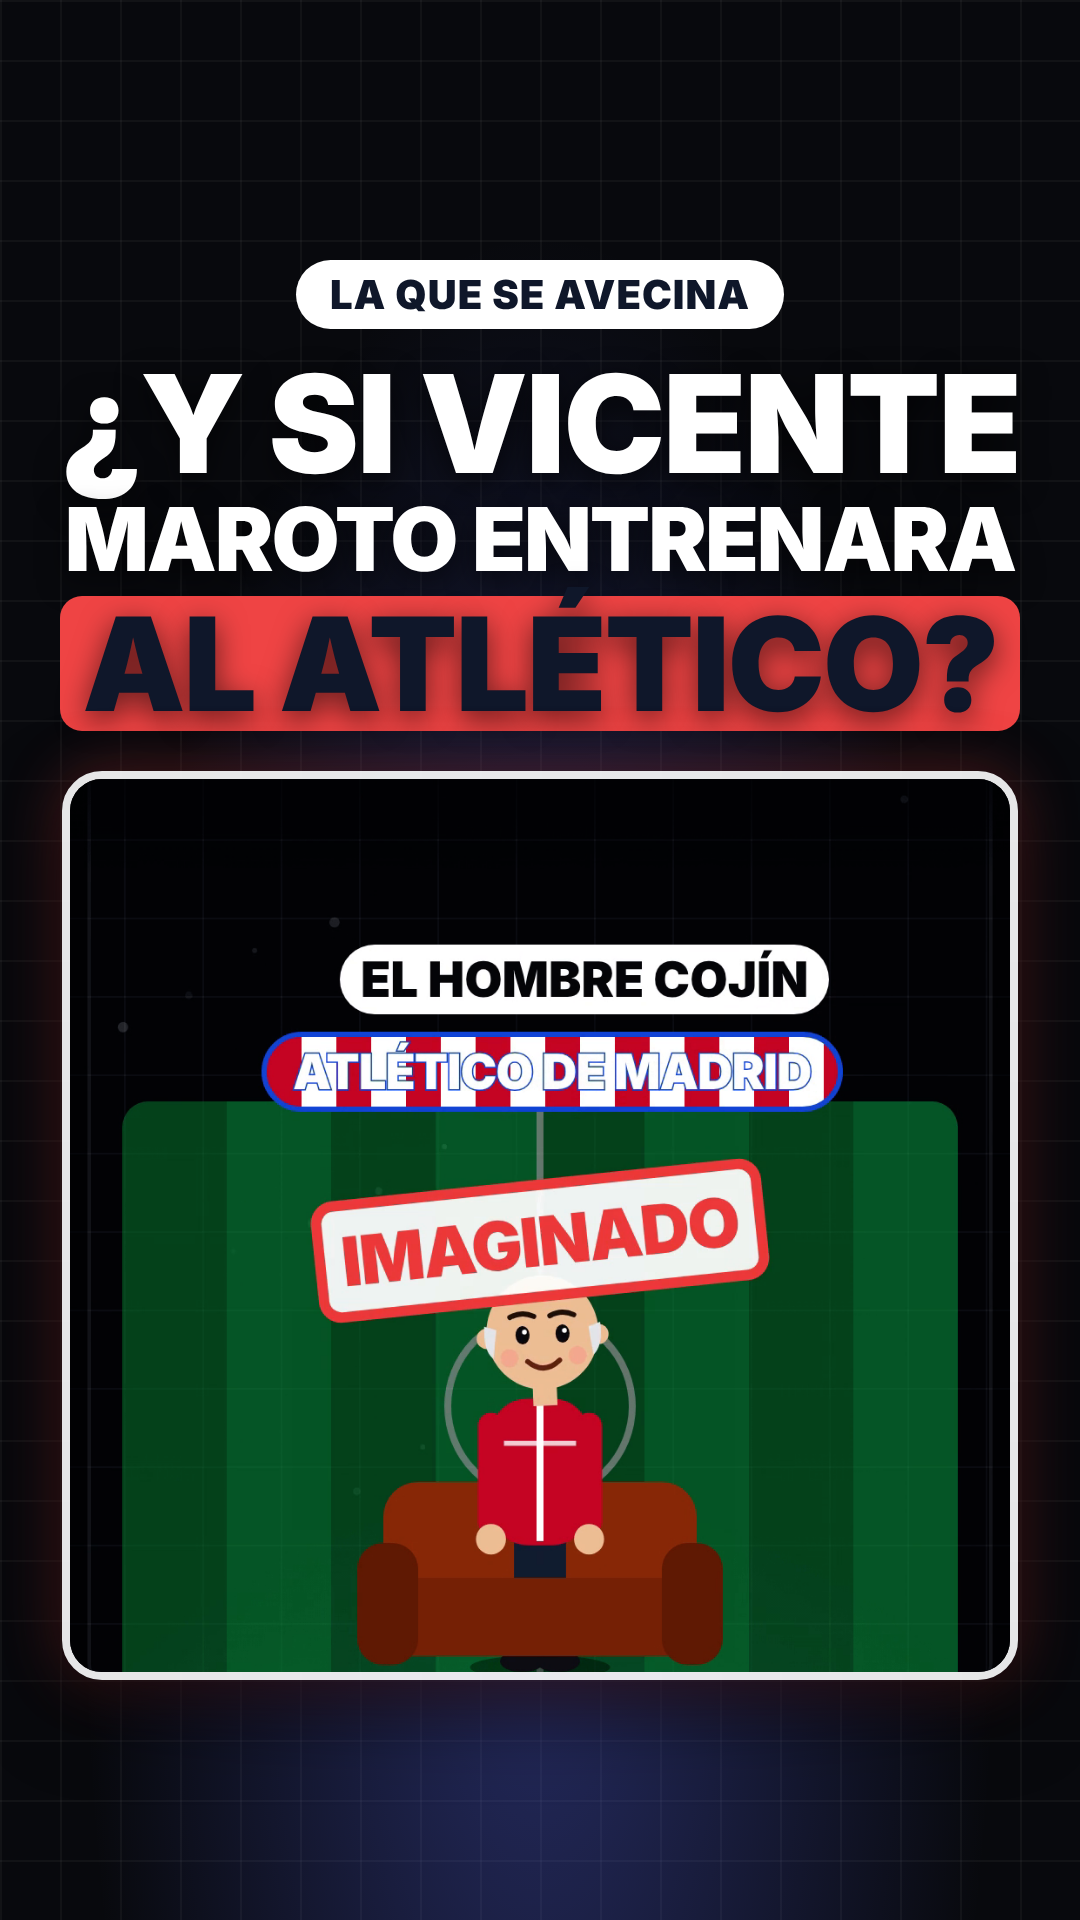 LA QUE SE AVECINA
¿Y SI VICENTE
MAROTO ENTRENARA
AL ATLÉTICO?
EL HOMBRE COJÍN
ATLÉTICO DE MADRID
IMAGINADO